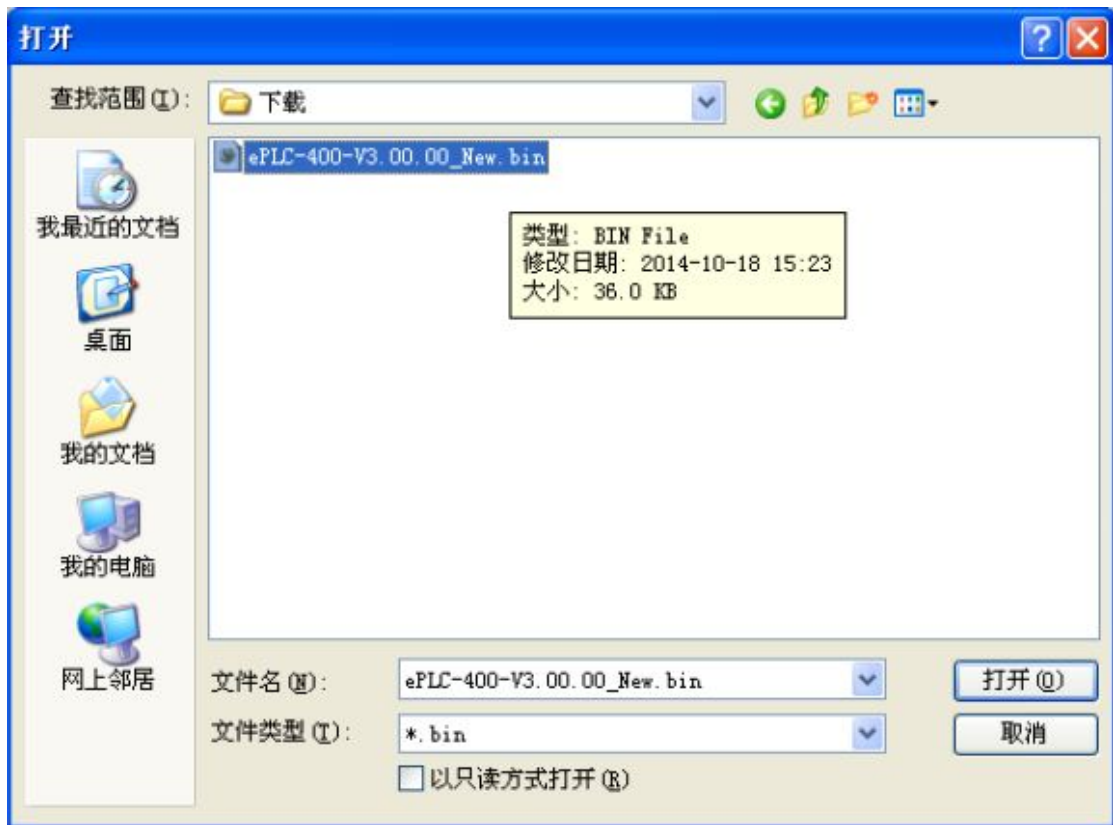 打开
查找范围(I):
下载
ePLC-400-V3.00.00_New.bin
类型: BIN File
修改日期: 2014-10-18 15:23
大小: 36.0 KB
我最近的文档
桌面
我的文档
我的电脑
网上邻居
文件名(N):
ePLC-400-V3.00.00_New.bin
打开(O)
文件类型(T):
*.bin
取消
以只读方式打开(R)